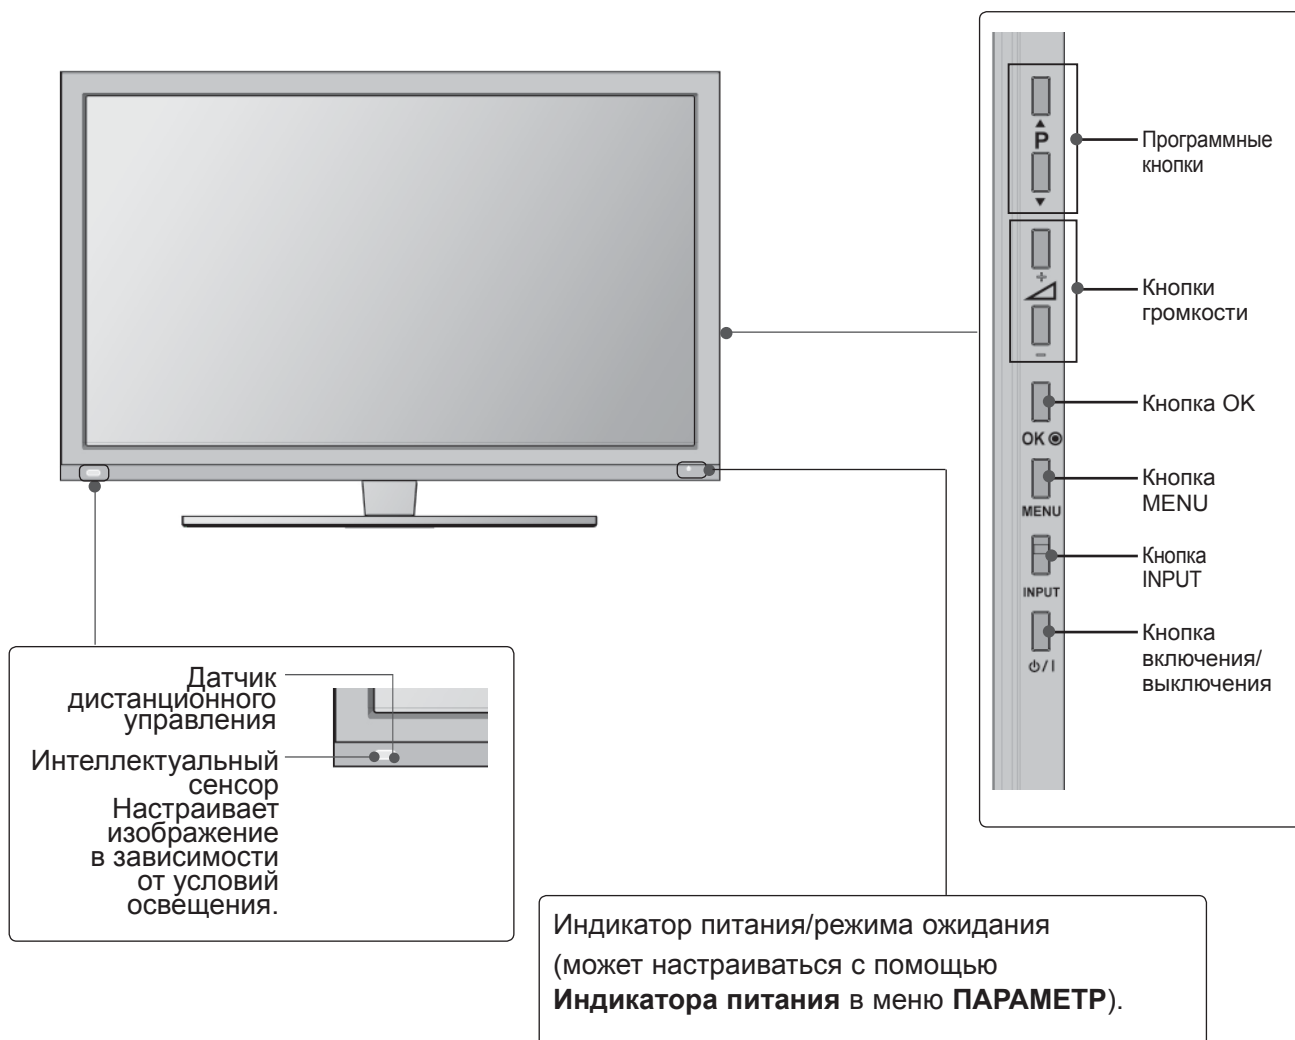 P
Программные
кнопки
+
Кнопки
громкости
-
Кнопка OK
OK
Кнопка
MENU
MENU
Кнопка
INPUT
INPUT
Кнопка
включения/
выключения
/ I
Датчик
дистанционного
управления
Интеллектуальный
сенсор
Настраивает
изображение
в зависимости
от условий
освещения.
Индикатор питания/режима ожидания
(может настраиваться с помощью
Индикатора питания в меню ПАРАМЕТР).